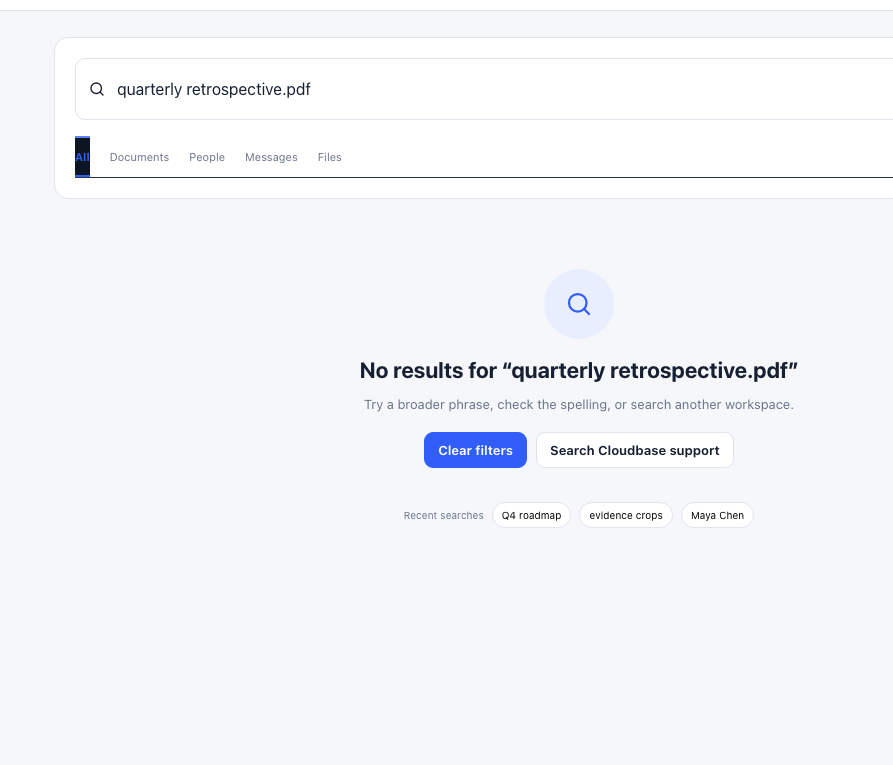 quarterly retrospective.pdf
All Documents People Messages Files
No results for “quarterly retrospective.pdf”
Try a broader phrase, check the spelling, or search another workspace.
Clear filters Search Cloudbase support
Recent searches Q4 roadmap evidence crops Maya Chen